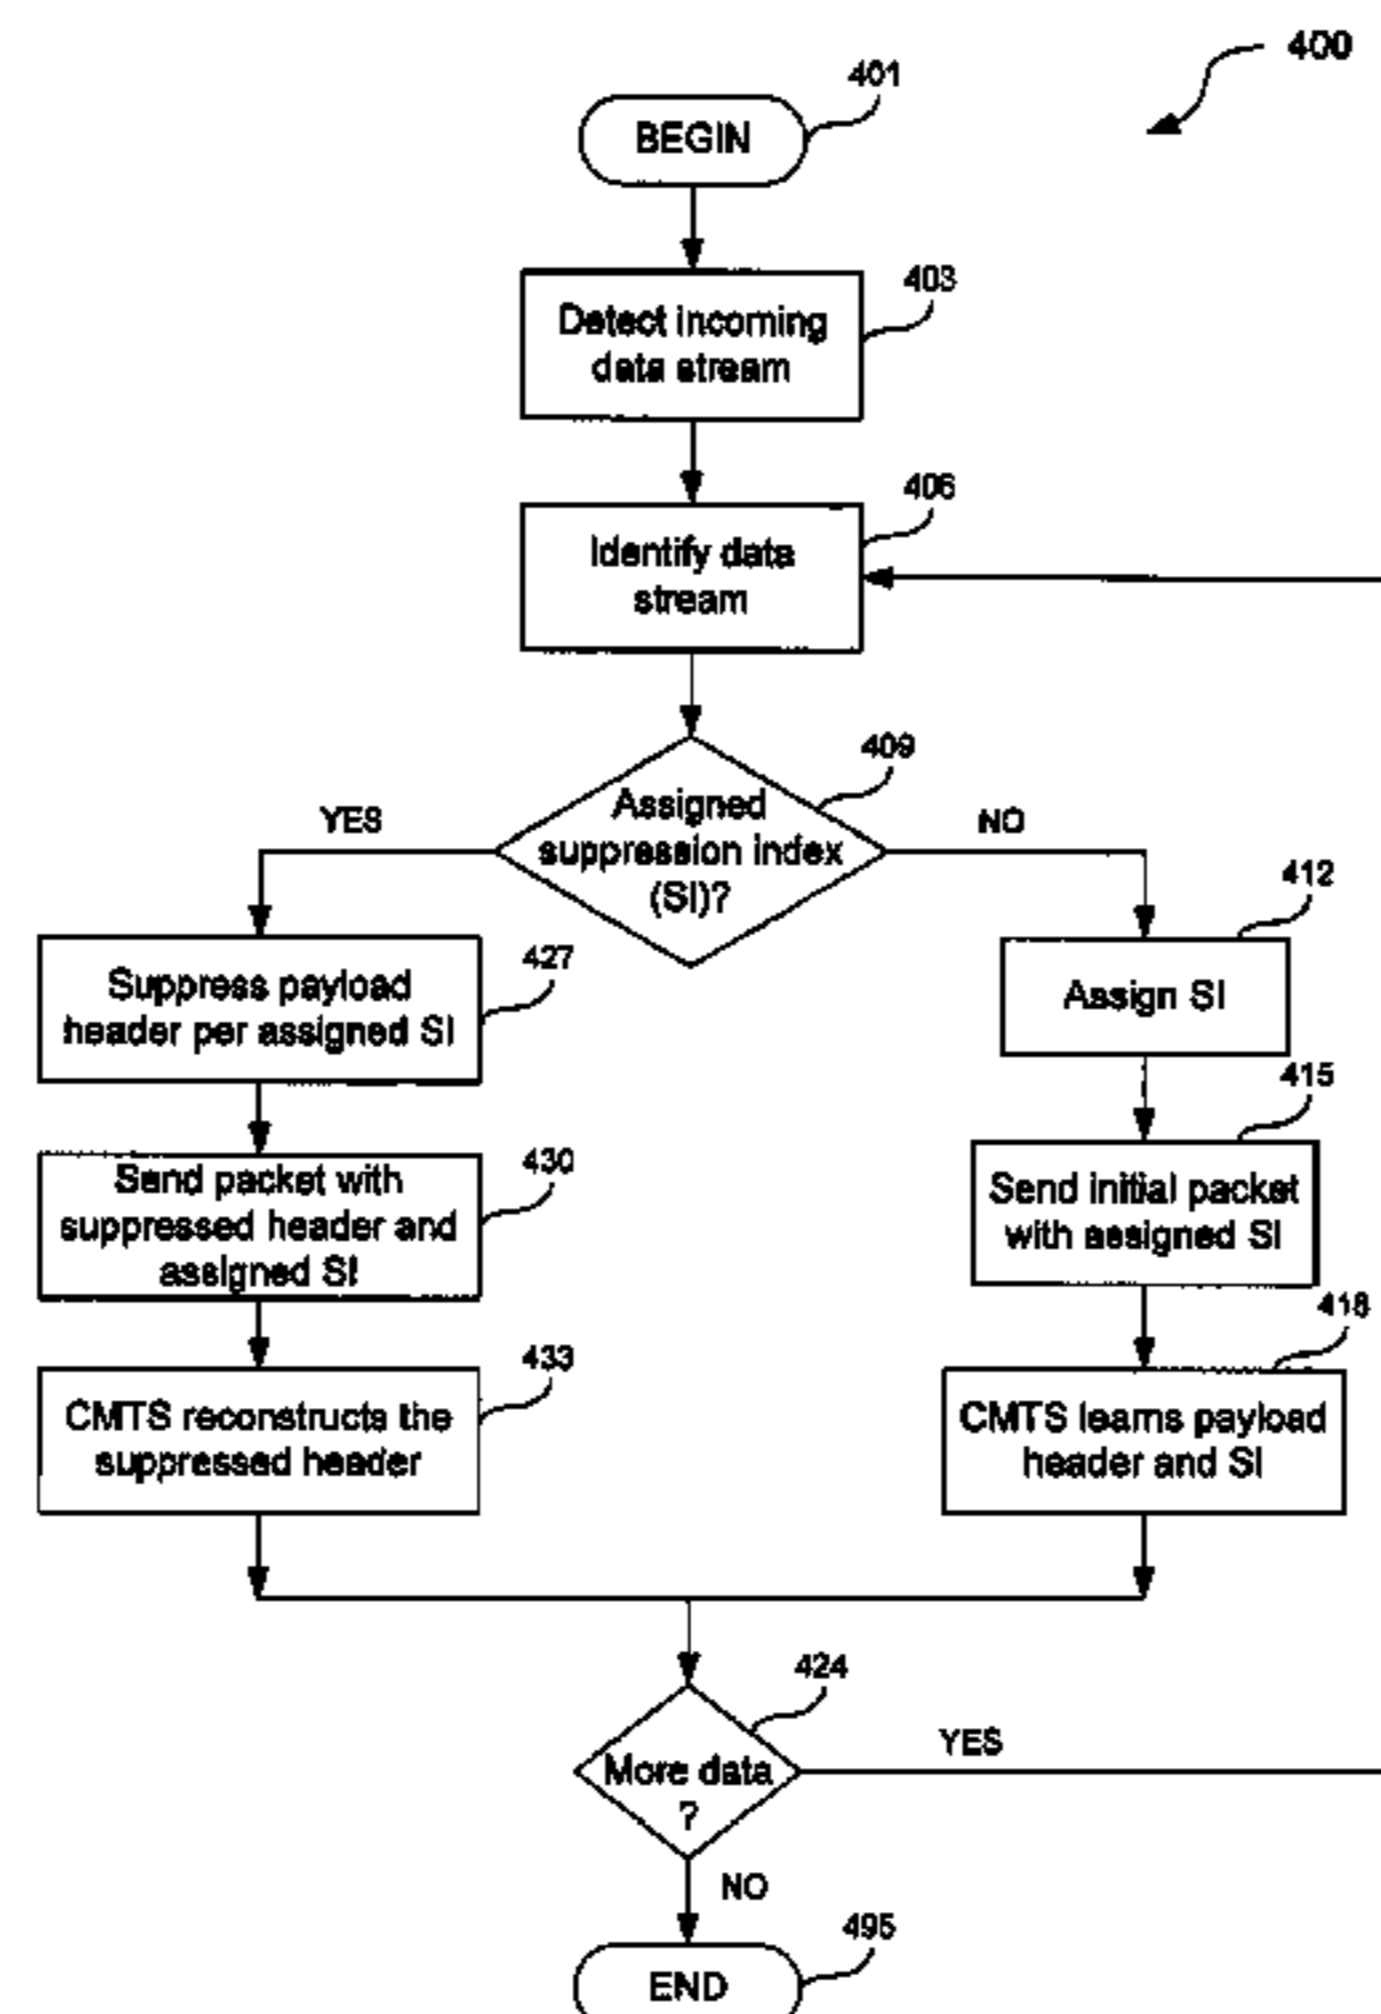 400
401
BEGIN
403
Detect incoming
data stream
406
Identify data
stream
409
Assigned
suppression index
(SI)?
YES
NO
412
Assign SI
427
Suppress payload
header per assigned SI
415
Send initial packet
with assigned SI
430
Send packet with
suppressed header and
assigned SI
418
CMTS learns payload
header and SI
433
CMTS reconstructs the
suppressed header
424
More data
?
YES
NO
495
END